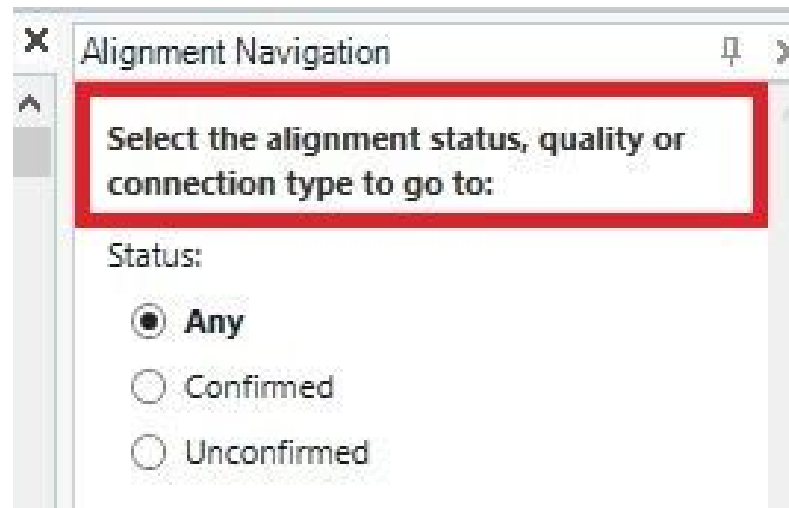 Alignment Navigation
Select the alignment status, quality or
connection type to go to:
Status:
Any
Confirmed
Unconfirmed